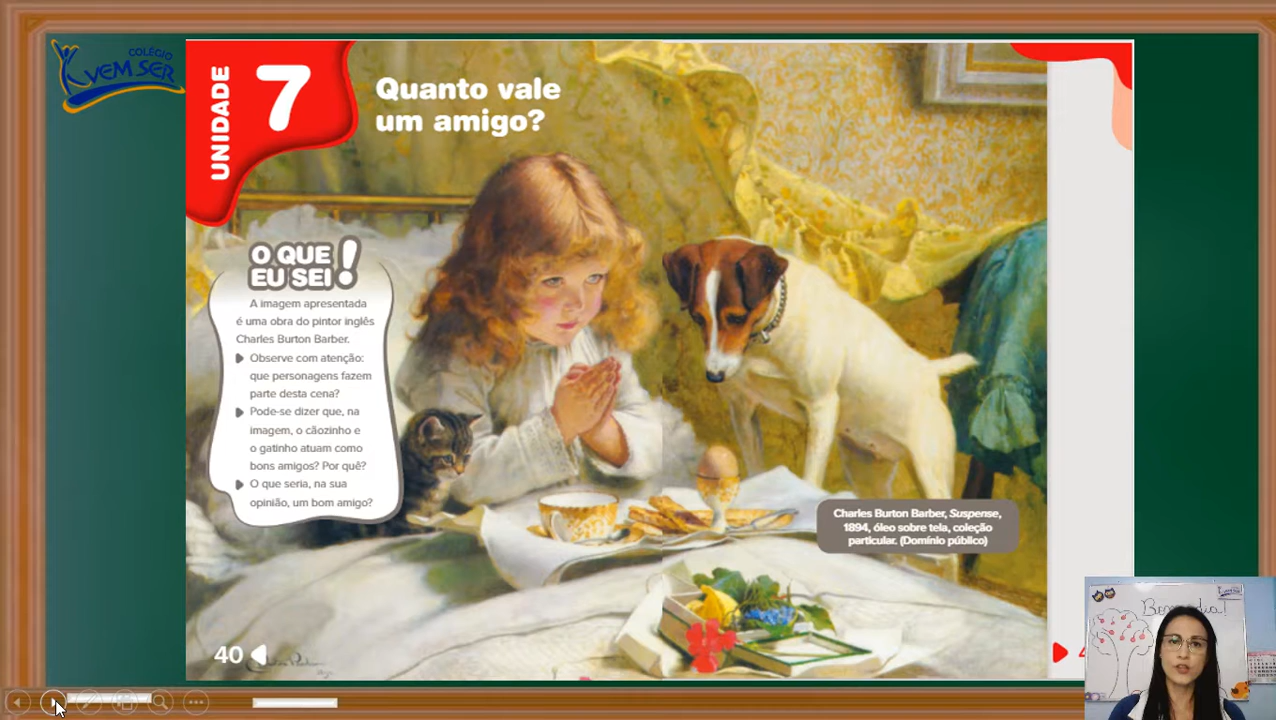 COLÉGIO
VEM SER
UNIDADE
7
Quanto vale
um amigo?
O QUE
EU SEI!
A imagem apresentada
é uma obra do pintor inglês
Charles Burton Barber.
Observe com atenção:
que personagens fazem
parte desta cena?
Pode-se dizer que, na
imagem, o cãozinho e
o gatinho atuam como
bons amigos? Por quê?
O que seria, na sua
opinião, um bom amigo?
Charles Burton Barber, Suspense,
1894, óleo sobre tela, coleção
particular. (Domínio público)
40